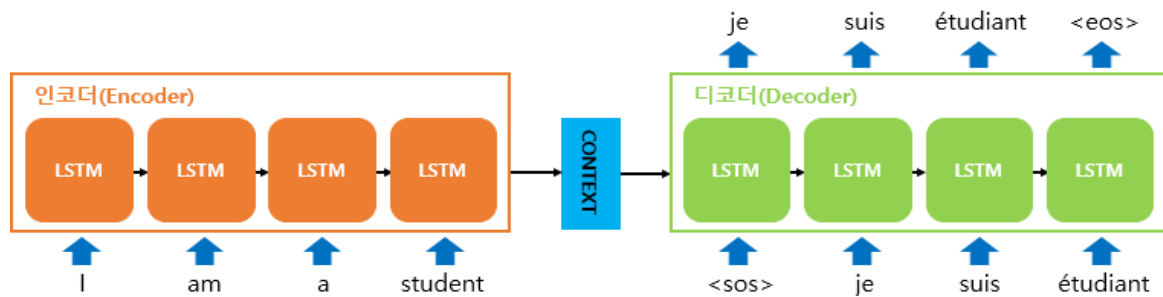 je suis étudiant <eos>
인코더(Encoder)
디코더(Decoder)
LSTM LSTM LSTM LSTM
CONTEXT
LSTM LSTM LSTM LSTM
I am a student
<sos> je suis étudiant